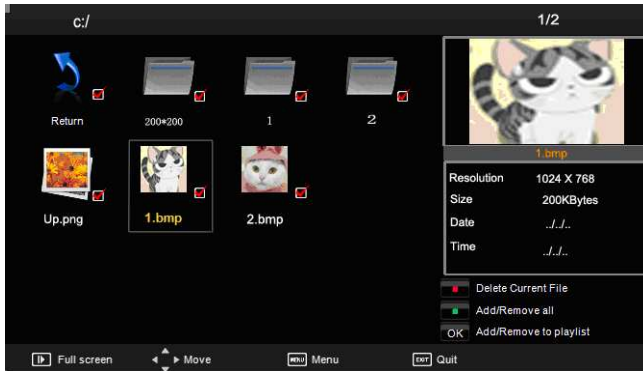 c:/
1/2
Return
200*200
1
2
Up.png
1.bmp
2.bmp
1.bmp
Resolution 1024 X 768
Size 200KBytes
Date ../../..
Time ../../..
Delete Current File
Add/Remove all
OK Add/Remove to playlist
Full screen Move MENU Menu EXIT Quit